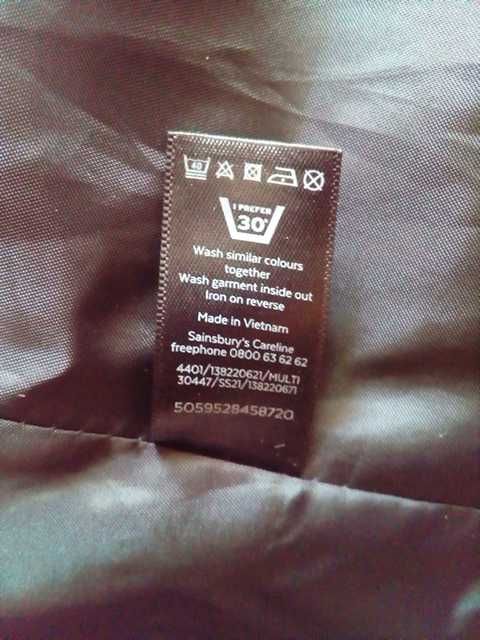 40
I PREFER
30°
Wash similar colours
together
Wash garment inside out
Iron on reverse
Made in Vietnam
Sainsbury's Careline
freephone 0800 63 62 62
4401/138220621/MULTI
30447/SS21/138220671
5059528458720